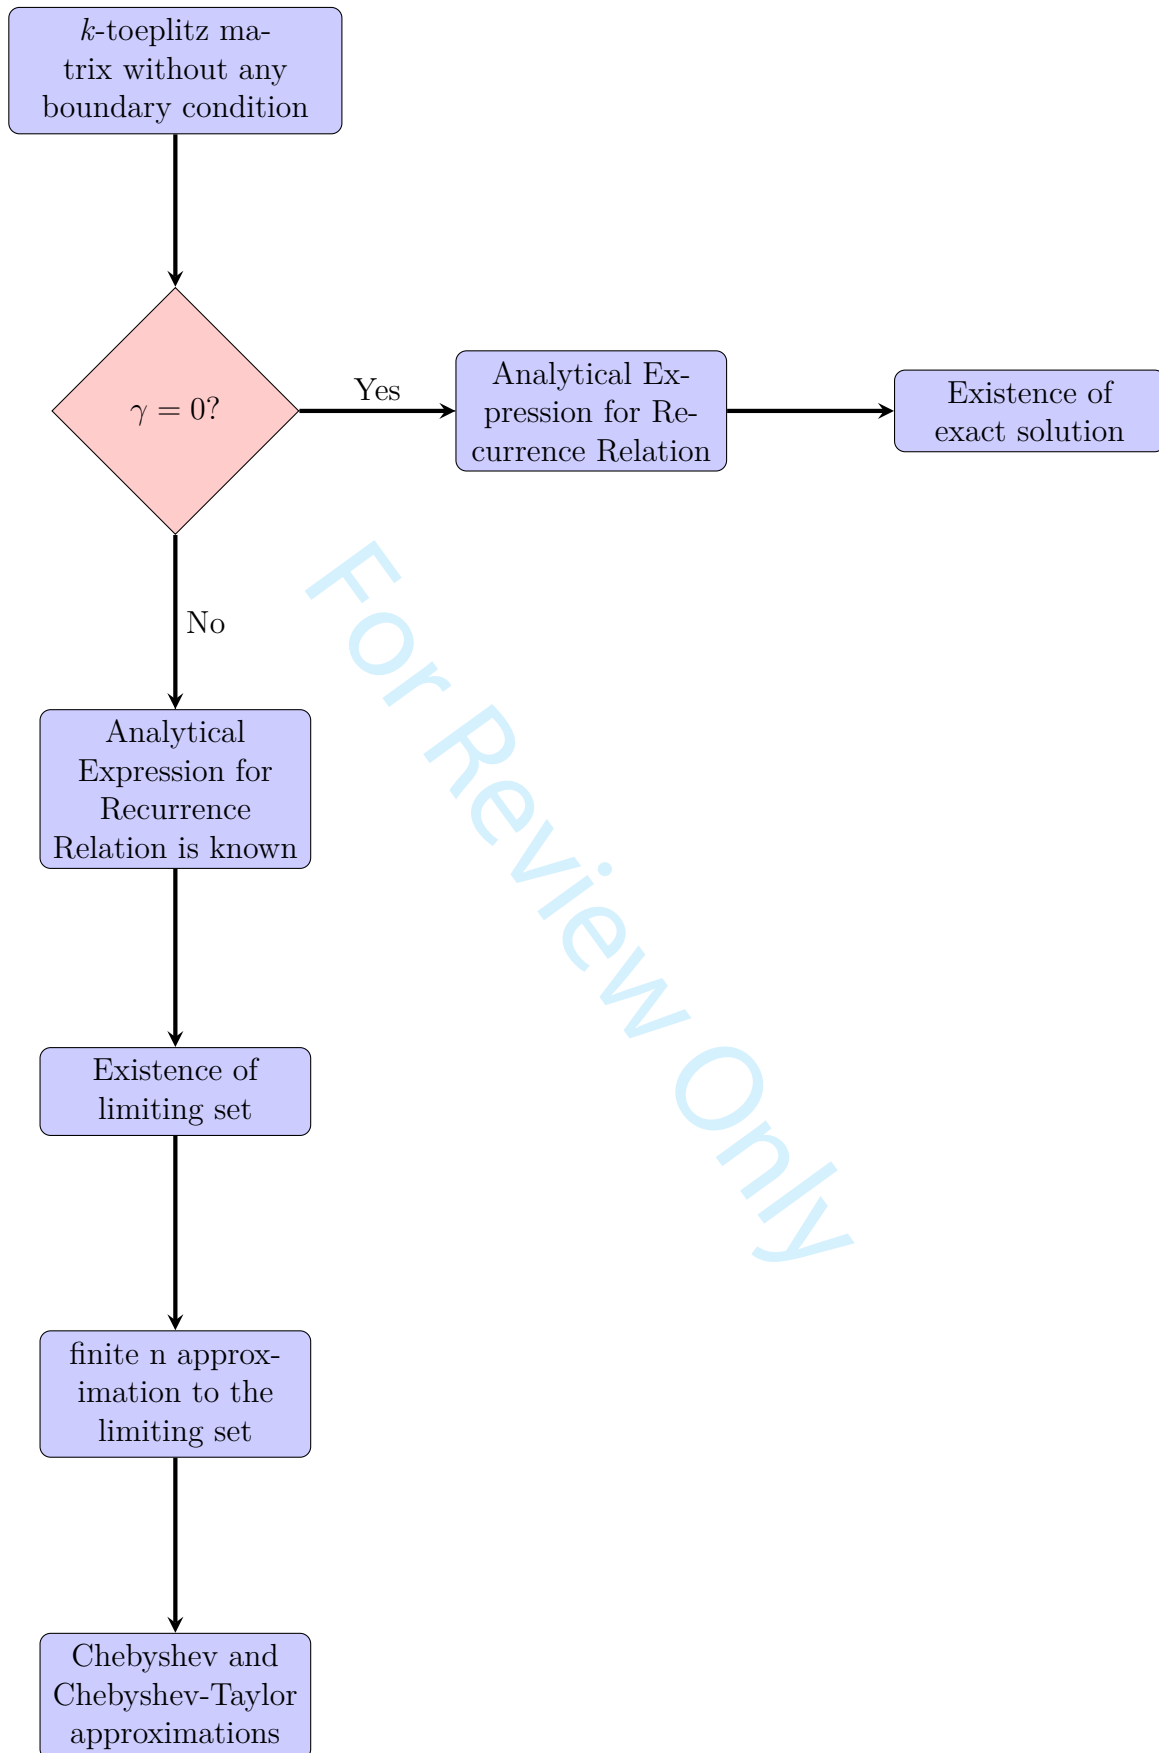 k-toeplitz ma-
trix without any
boundary condition
γ = 0?
Yes
Analytical Ex-
pression for Re-
currence Relation
Existence of
exact solution
No
Analytical
Expression for
Recurrence
Relation is known
Existence of
limiting set
finite n approx-
imation to the
limiting set
Chebyshev and
Chebyshev-Taylor
approximations
For Review Only